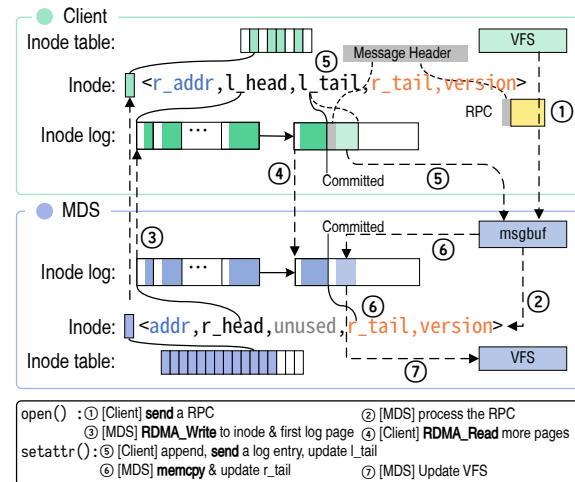 Client
Inode table:
VFS
Message Header
⑤
Inode: <r_addr,l_head,l_tail,r_tail,version>
RPC
①
Inode log:
...
④
Committed
⑤
MDS
③
Committed
⑥
msgbuf
Inode log:
...
⑥
②
Inode: <addr,r_head,unused,r_tail,version>
Inode table:
⑦
VFS
open() : ① [Client] send a RPC ② [MDS] process the RPC
③ [MDS] RDMA_Write to inode & first log page ④ [Client] RDMA_Read more pages
setattr(): ⑤ [Client] append, send a log entry, update l_tail
⑥ [MDS] memcpy & update r_tail ⑦ [MDS] Update VFS